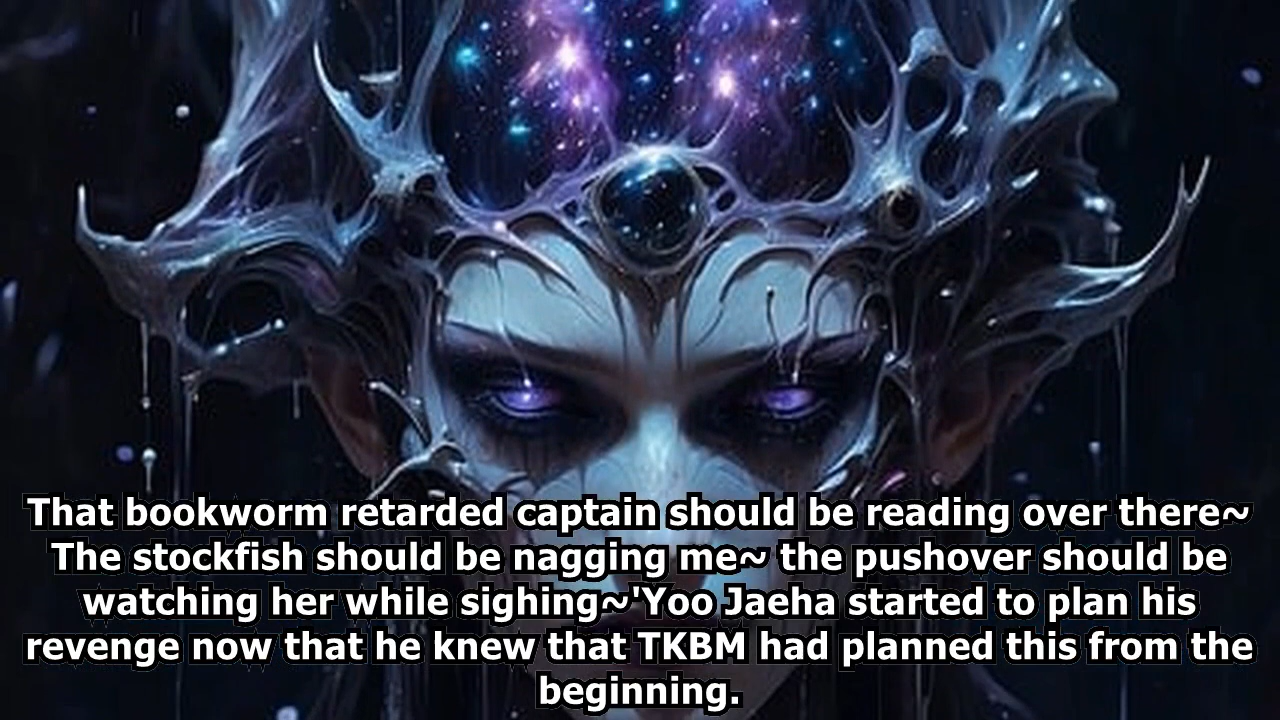 That bookworm retarded captain should be reading over there~
The stockfish should be nagging me~ the pushover should be
watching her while sighing~'Yoo Jaeha started to plan his
revenge now that he knew that TKBM had planned this from the
beginning.